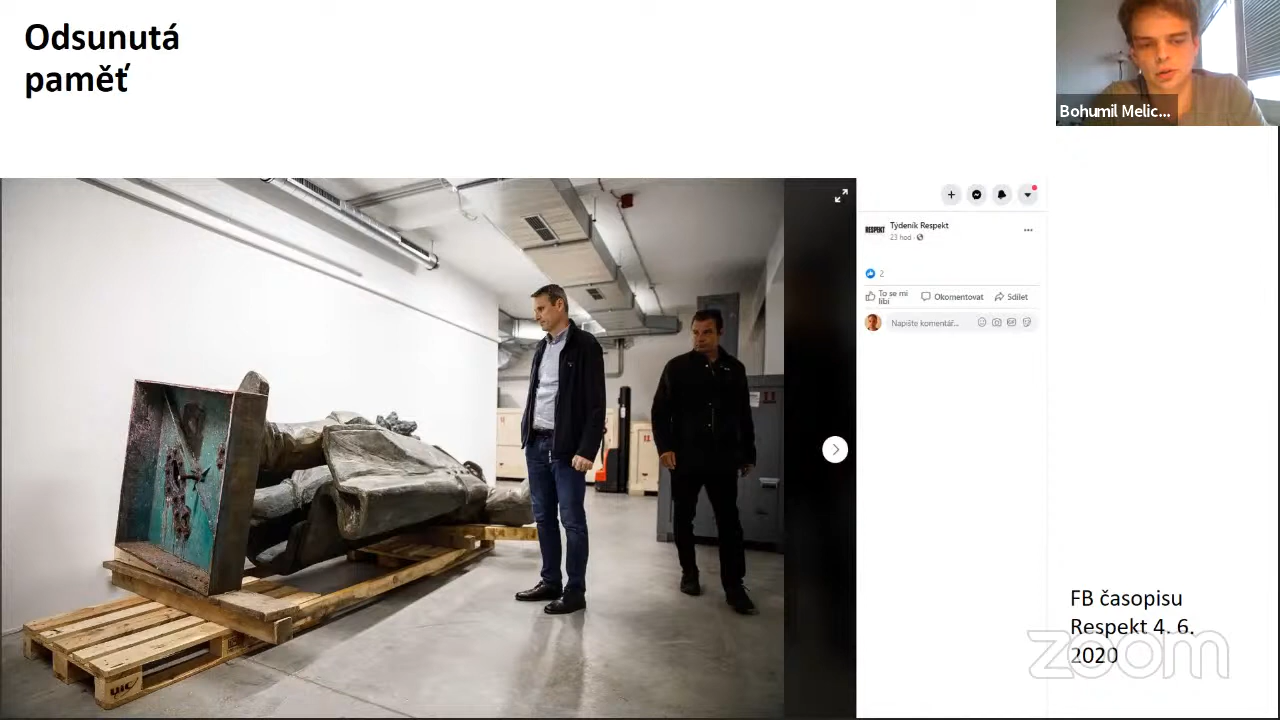 Odsunutá
paměť
Bohumil Melic...
RESPEKT
Týdeník Respekt
23 hod
2
To se mi
líbí
Okomentovat
Sdílet
Napište komentář...
FB časopisu
Respekt 4. 6.
2020
zoom